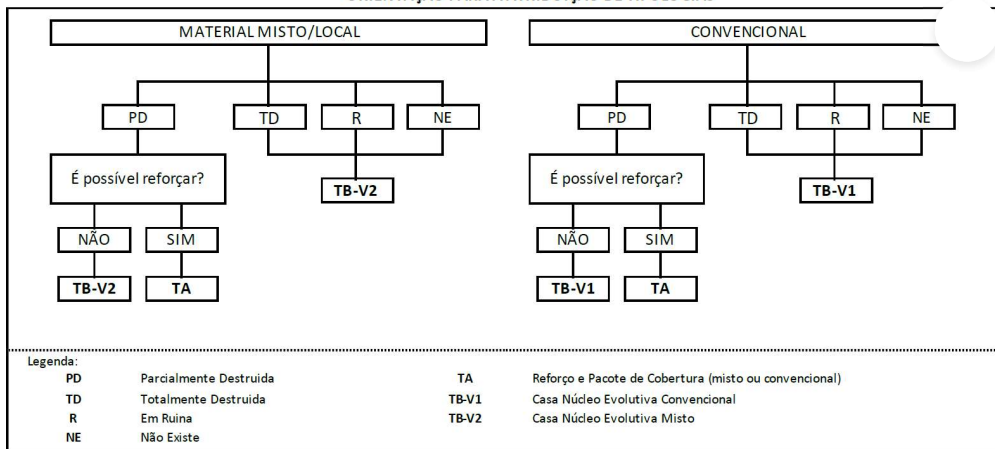 MATERIAL MISTO/LOCAL
CONVENCIONAL
PD
TD
R
NE
PD
TD
R
NE
É possível reforçar?
TB-V2
É possível reforçar?
TB-V1
NÃO
SIM
NÃO
SIM
TB-V2
TA
TB-V1
TA
Legenda:
PD Parcialmente Destruida
TA Reforço e Pacote de Cobertura (misto ou convencional)
TD Totalmente Destruida
TB-V1 Casa Núcleo Evolutiva Convencional
R Em Ruina
TB-V2 Casa Núcleo Evolutiva Misto
NE Não Existe